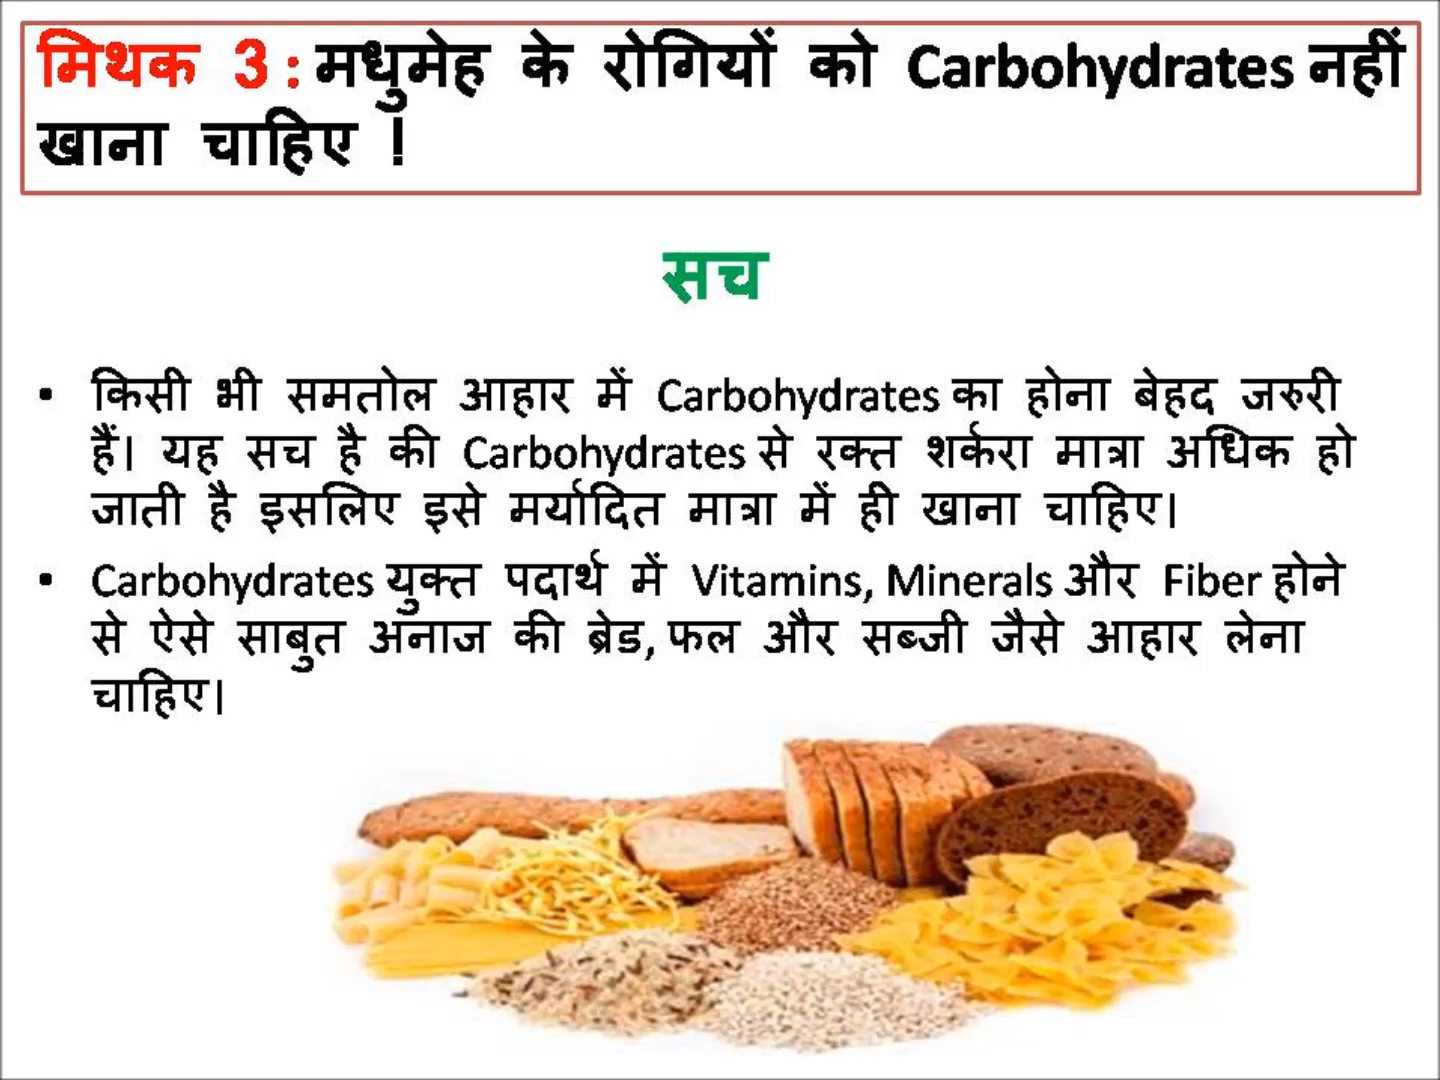 मिथक 3 : मधुमेह के रोगियों को Carbohydrates नहीं
खाना चाहिए !
सच
• किसी भी समतोल आहार में Carbohydrates का होना बेहद जरुरी
हैं। यह सच है की Carbohydrates से रक्त शर्करा मात्रा अधिक हो
जाती है इसलिए इसे मर्यादित मात्रा में ही खाना चाहिए।
• Carbohydrates युक्त पदार्थ में Vitamins, Minerals और Fiber होने
से ऐसे साबुत अनाज की ब्रेड, फल और सब्जी जैसे आहार लेना
चाहिए।